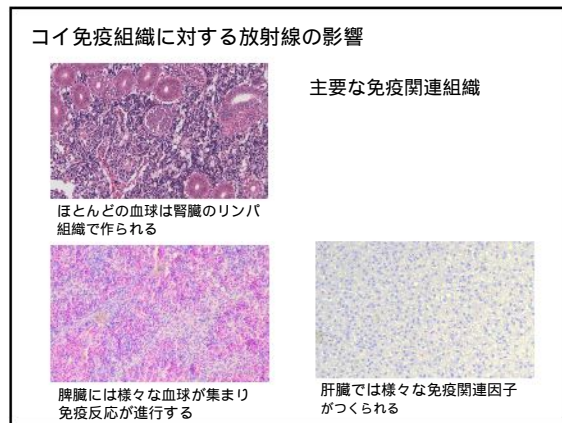 コイ免疫組織に対する放射線の影響
主要な免疫関連組織
ほとんどの血球は腎臓のリンパ
組織で作られる
脾臓には様々な血球が集まり
免疫反応が進行する
肝臓では様々な免疫関連因子
がつくられる